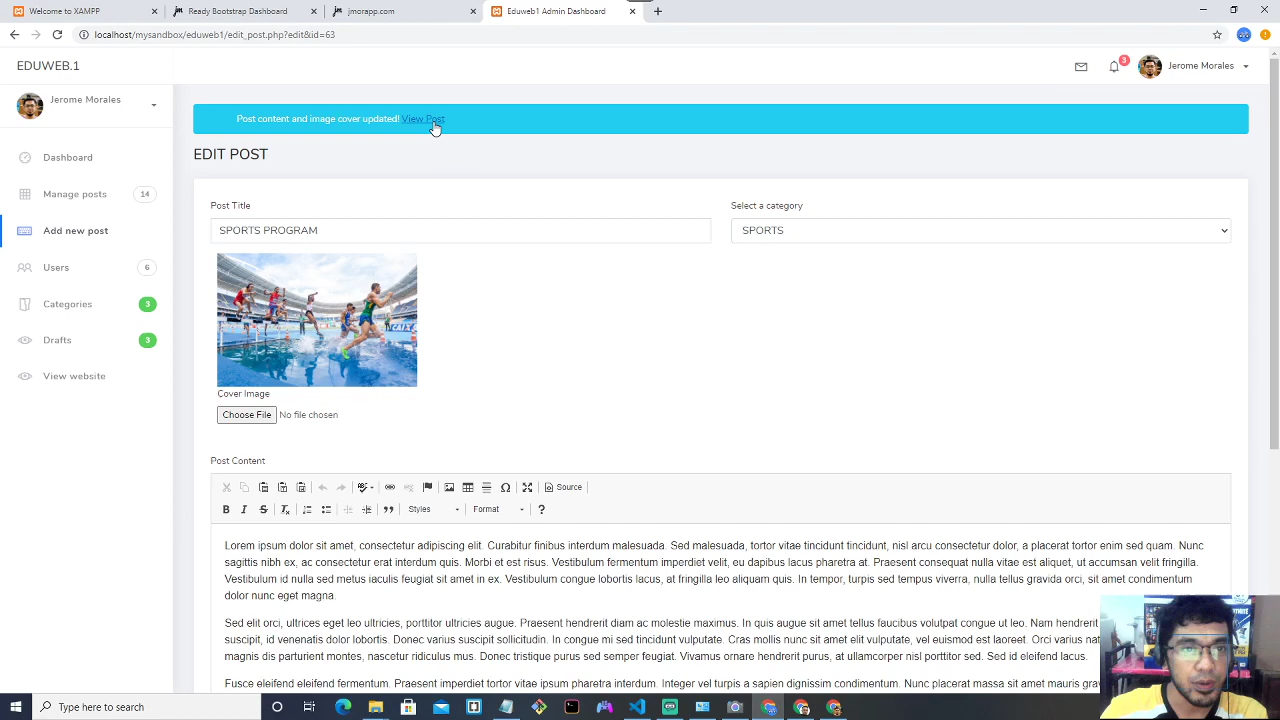 Welcome to XAMPP
Ready Bootstrap Dashboard
jmorapp.com
Eduweb1 Admin Dashboard
localhost/mysandbox/eduweb1/edit_post.php?edit&id=63
EDUWEB.1
3
Jerome Morales
Jerome Morales
Post content and image cover updated! View Post
EDIT POST
Dashboard
Manage posts 14
Add new post
Users 6
Categories 3
Drafts 3
View website
Post Title
Select a category
SPORTS PROGRAM
SPORTS
Cover Image
Choose File No file chosen
Post Content
Source
B I S Styles Format ?
Lorem ipsum dolor sit amet, consectetur adipiscing elit. Curabitur finibus interdum malesuada. Sed malesuada, tortor vitae tincidunt tincidunt, nisl arcu consectetur dolor, a placerat tortor enim sed quam. Nunc
sagittis nibh ex, ac consectetur erat interdum quis. Morbi et est risus. Vestibulum fermentum imperdiet velit, eu dapibus lacus pharetra at. Praesent consequat nulla vitae est aliquet, ut accumsan velit fringilla.
Vestibulum id nulla sed metus iaculis feugiat sit amet in ex. Vestibulum congue lobortis lacus, at fringilla leo aliquam quis. In tempor, turpis sed tempus viverra, nulla tellus gravida orci, sit amet condimentum
dolor nunc eget magna.
Sed elit orci, ultrices eget leo ultricies, porttitor ultricies augue. Praesent hendrerit diam ac molestie maximus. In quis augue sit amet tellus faucibus volutpat congue ut leo. Nam hendrerit
suscipit, id venenatis dolor lobortis. Donec varius suscipit sollicitudin. In congue mi sed tincidunt vulputate. Cras mollis nunc sit amet vulputate, vel euismod est laoreet. Orci varius nat
magnis dis parturient montes, nascetur ridiculus mus. Donec tristique purus sed semper feugiat. Vivamus ornare hendrerit purus, at ullamcorper nisl porttitor sed. Sed id eleifend lacus.
Fusce eleifend eleifend fermentum. Praesent imperdiet tortor vitae ipsum pharetra interdum. Integer vel turpis a sapien dignissim condimentum. Nunc placerat massa sit amet mauris grav
Type here to search